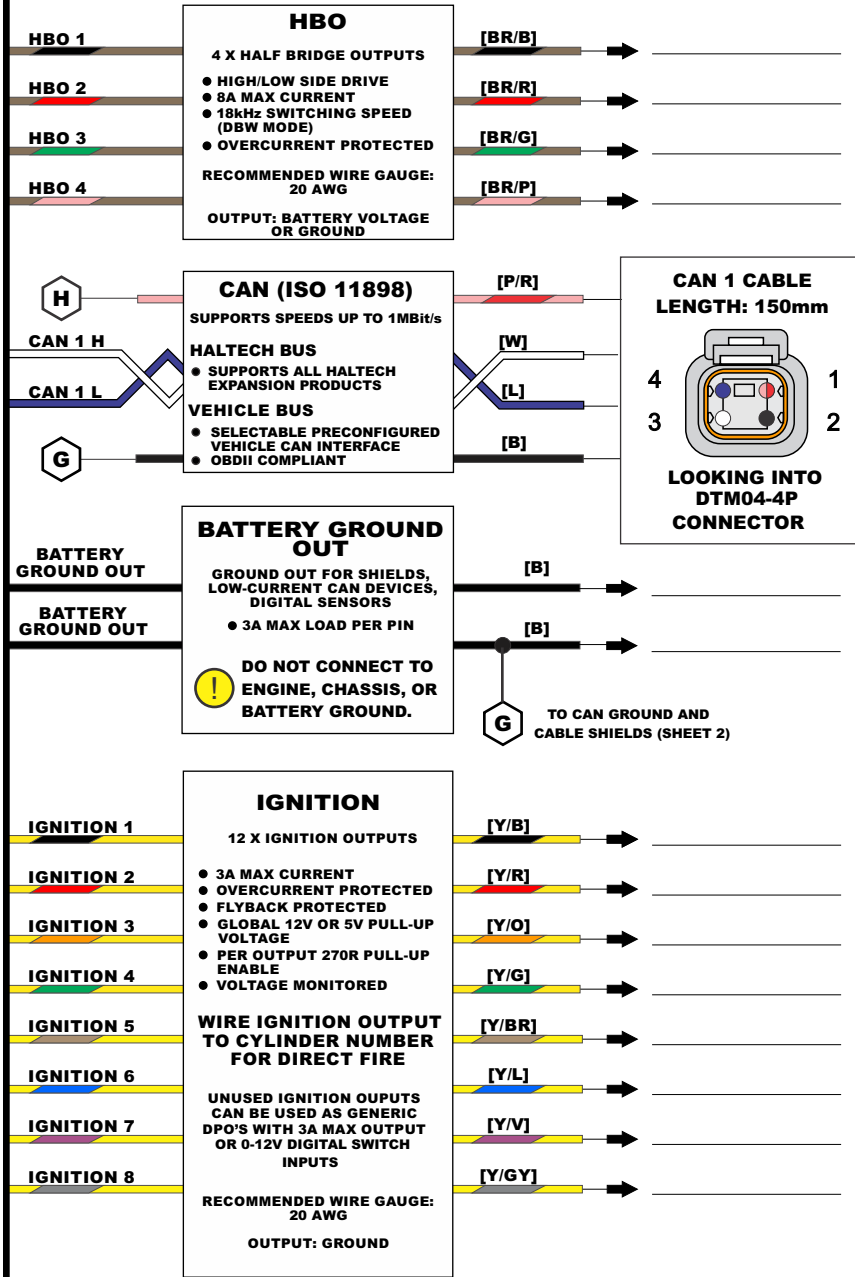 HBO
4 X HALF BRIDGE OUTPUTS
● HIGH/LOW SIDE DRIVE
● 8A MAX CURRENT
● 18kHz SWITCHING SPEED
(DBW MODE)
● OVERCURRENT PROTECTED
RECOMMENDED WIRE GAUGE:
20 AWG
OUTPUT: BATTERY VOLTAGE
OR GROUND
HBO 1
[BR/B]
HBO 2
[BR/R]
HBO 3
[BR/G]
HBO 4
[BR/P]
H
CAN 1 H
CAN 1 L
G
CAN (ISO 11898)
SUPPORTS SPEEDS UP TO 1MBit/s
HALTECH BUS
● SUPPORTS ALL HALTECH
EXPANSION PRODUCTS
VEHICLE BUS
● SELECTABLE PRECONFIGURED
VEHICLE CAN INTERFACE
● OBDII COMPLIANT
[P/R]
[W]
[L]
[B]
CAN 1 CABLE
LENGTH: 150mm
4
1
3
2
LOOKING INTO
DTM04-4P
CONNECTOR
BATTERY
GROUND OUT
BATTERY
GROUND OUT
BATTERY GROUND
OUT
GROUND OUT FOR SHIELDS,
LOW-CURRENT CAN DEVICES,
DIGITAL SENSORS
● 3A MAX LOAD PER PIN
!
DO NOT CONNECT TO
ENGINE, CHASSIS, OR
BATTERY GROUND.
[B]
[B]
G
TO CAN GROUND AND
CABLE SHIELDS (SHEET 2)
IGNITION
12 X IGNITION OUTPUTS
● 3A MAX CURRENT
● OVERCURRENT PROTECTED
● FLYBACK PROTECTED
● GLOBAL 12V OR 5V PULL-UP
VOLTAGE
● PER OUTPUT 270R PULL-UP
ENABLE
● VOLTAGE MONITORED
WIRE IGNITION OUTPUT
TO CYLINDER NUMBER
FOR DIRECT FIRE
UNUSED IGNITION OUPUTS
CAN BE USED AS GENERIC
DPO'S WITH 3A MAX OUTPUT
OR 0-12V DIGITAL SWITCH
INPUTS
RECOMMENDED WIRE GAUGE:
20 AWG
OUTPUT: GROUND
IGNITION 1
[Y/B]
IGNITION 2
[Y/R]
IGNITION 3
[Y/O]
IGNITION 4
[Y/G]
IGNITION 5
[Y/BR]
IGNITION 6
[Y/L]
IGNITION 7
[Y/V]
IGNITION 8
[Y/GY]